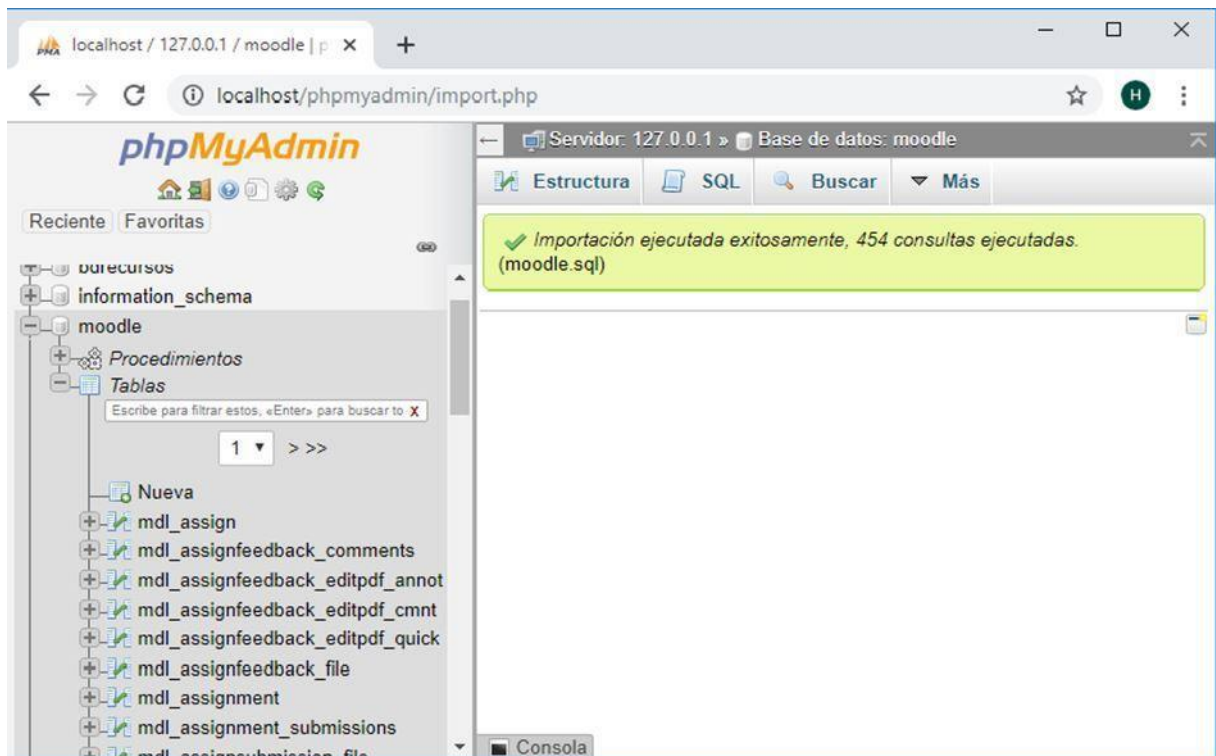 localhost / 127.0.0.1 / moodle | p
localhost/phpmyadmin/import.php
H
phpMyAdmin
Reciente Favoritas
bdrecursos
information_schema
moodle
Procedimientos
Tablas
Escribe para filtrar estos, «Enter» para buscar to X
1 > >>
Nueva
mdl_assign
mdl_assignfeedback_comments
mdl_assignfeedback_editpdf_annot
mdl_assignfeedback_editpdf_cmnt
mdl_assignfeedback_editpdf_quick
mdl_assignfeedback_file
mdl_assignment
mdl_assignment_submissions
mdl_assignsubmission_file
Servidor: 127.0.0.1 » Base de datos: moodle
Estructura SQL Buscar Más
Importación ejecutada exitosamente, 454 consultas ejecutadas.
(moodle.sql)
Consola